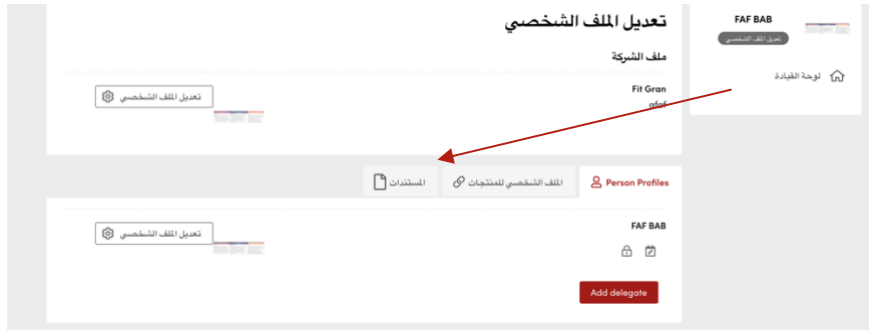 FAF BAB
تعديل الملف الشخصي
لوحة القيادة
تعديل الملف الشخصي
ملف الشركة
Fit Gran
afaf
تعديل الملف الشخصي
Person Profiles
الملف الشخصي للمنتجات
المستندات
FAF BAB
تعديل الملف الشخصي
Add delegate